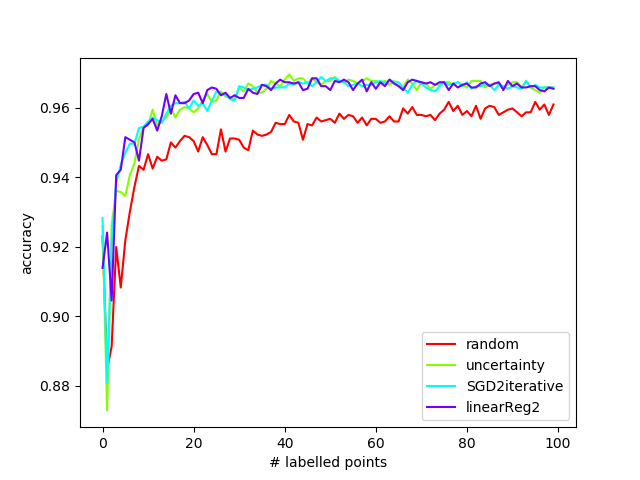 0.96
0.94
0.92
0.90
0.88
accuracy
0 20 40 60 80 100
# labelled points
random
uncertainty
SGD2iterative
linearReg2